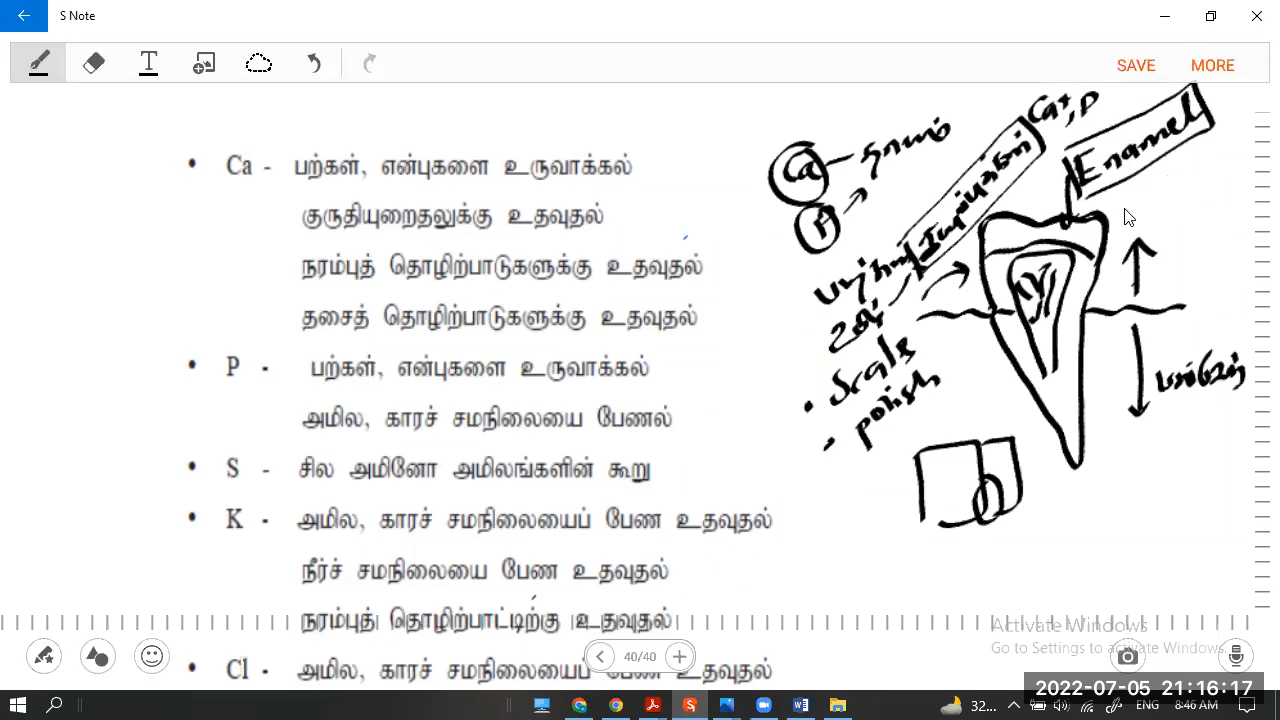 S Note
SAVE MORE
• Ca - பற்கள், என்புகளை உருவாக்கல்
குருதியுறைதலுக்கு உதவுதல்
நரம்புத் தொழிற்பாடுகளுக்கு உதவுதல்
தசைத் தொழிற்பாடுகளுக்கு உதவுதல்
• P - பற்கள், என்புகளை உருவாக்கல்
அமில, காரச் சமநிலையை பேணல்
• S - சில அமினோ அமிலங்களின் கூறு
• K - அமில, காரச் சமநிலையைப் பேண உதவுதல்
நீர்ச் சமநிலையை பேண உதவுதல்
நரம்புத் தொழிற்பாட்டிற்கு உதவுதல்
• Cl - அமில, காரச் சமநிலையைப் பேண உதவுதல்
Ca
P
Ca+, P
Enamel
• Scale
polish
40/40
Activate Windows
Go to Settings to activate Windows.
2022-07-05 21:16:17
32... ENG 8:46 AM